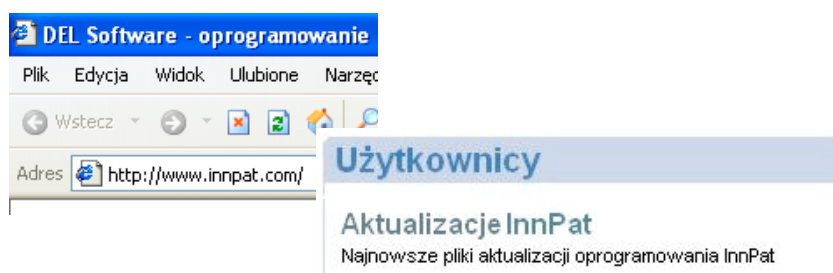 DEL Software - oprogramowanie
Plik Edycja Widok Ulubione
Wstecz
Adres http://www.innpat.com/
Użytkownicy
Aktualizacje InnPat
Najnowsze pliki aktualizacji oprogramowania InnPat